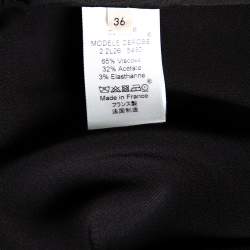 36
MODELE DEPOSE
65% Viscose
32% Acetate
3% Elasthanne
Made in France
フランス製
法国制造